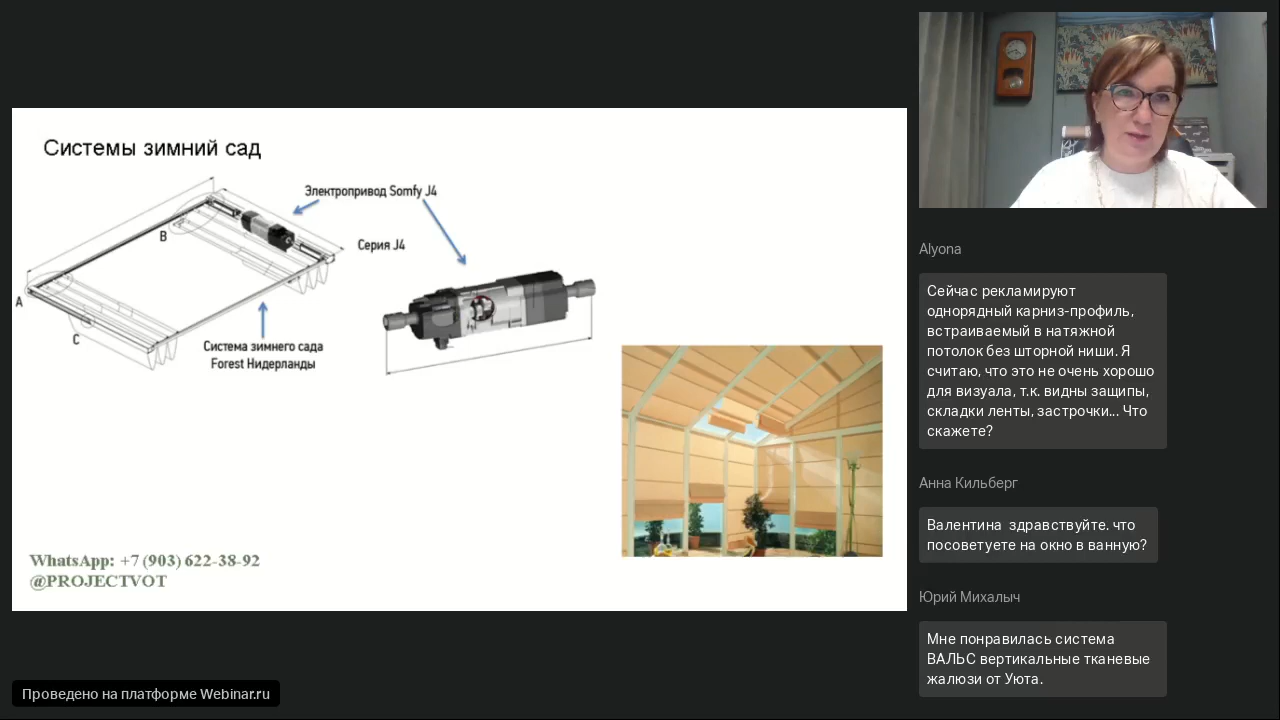 Системы зимний сад
Электропривод Somfy J4
B
Серия J4
A
C
Система зимнего сада
Forest Нидерланды
WhatsApp: +7 (903) 622-38-92
@PROJECTVOT
Проведено на платформе Webinar.ru
Alyona
Сейчас рекламируют
однорядный карниз-профиль,
встраиваемый в натяжной
потолок без шторной ниши. Я
считаю, что это не очень хорошо
для визуала, т.к. видны защипы,
складки ленты, застрочки... Что
скажете?
Анна Кильберг
Валентина здравствуйте. что
посоветуете на окно в ванную?
Юрий Михалыч
Мне понравилась система
ВАЛЬС вертикальные тканевые
жалюзи от Уюта.